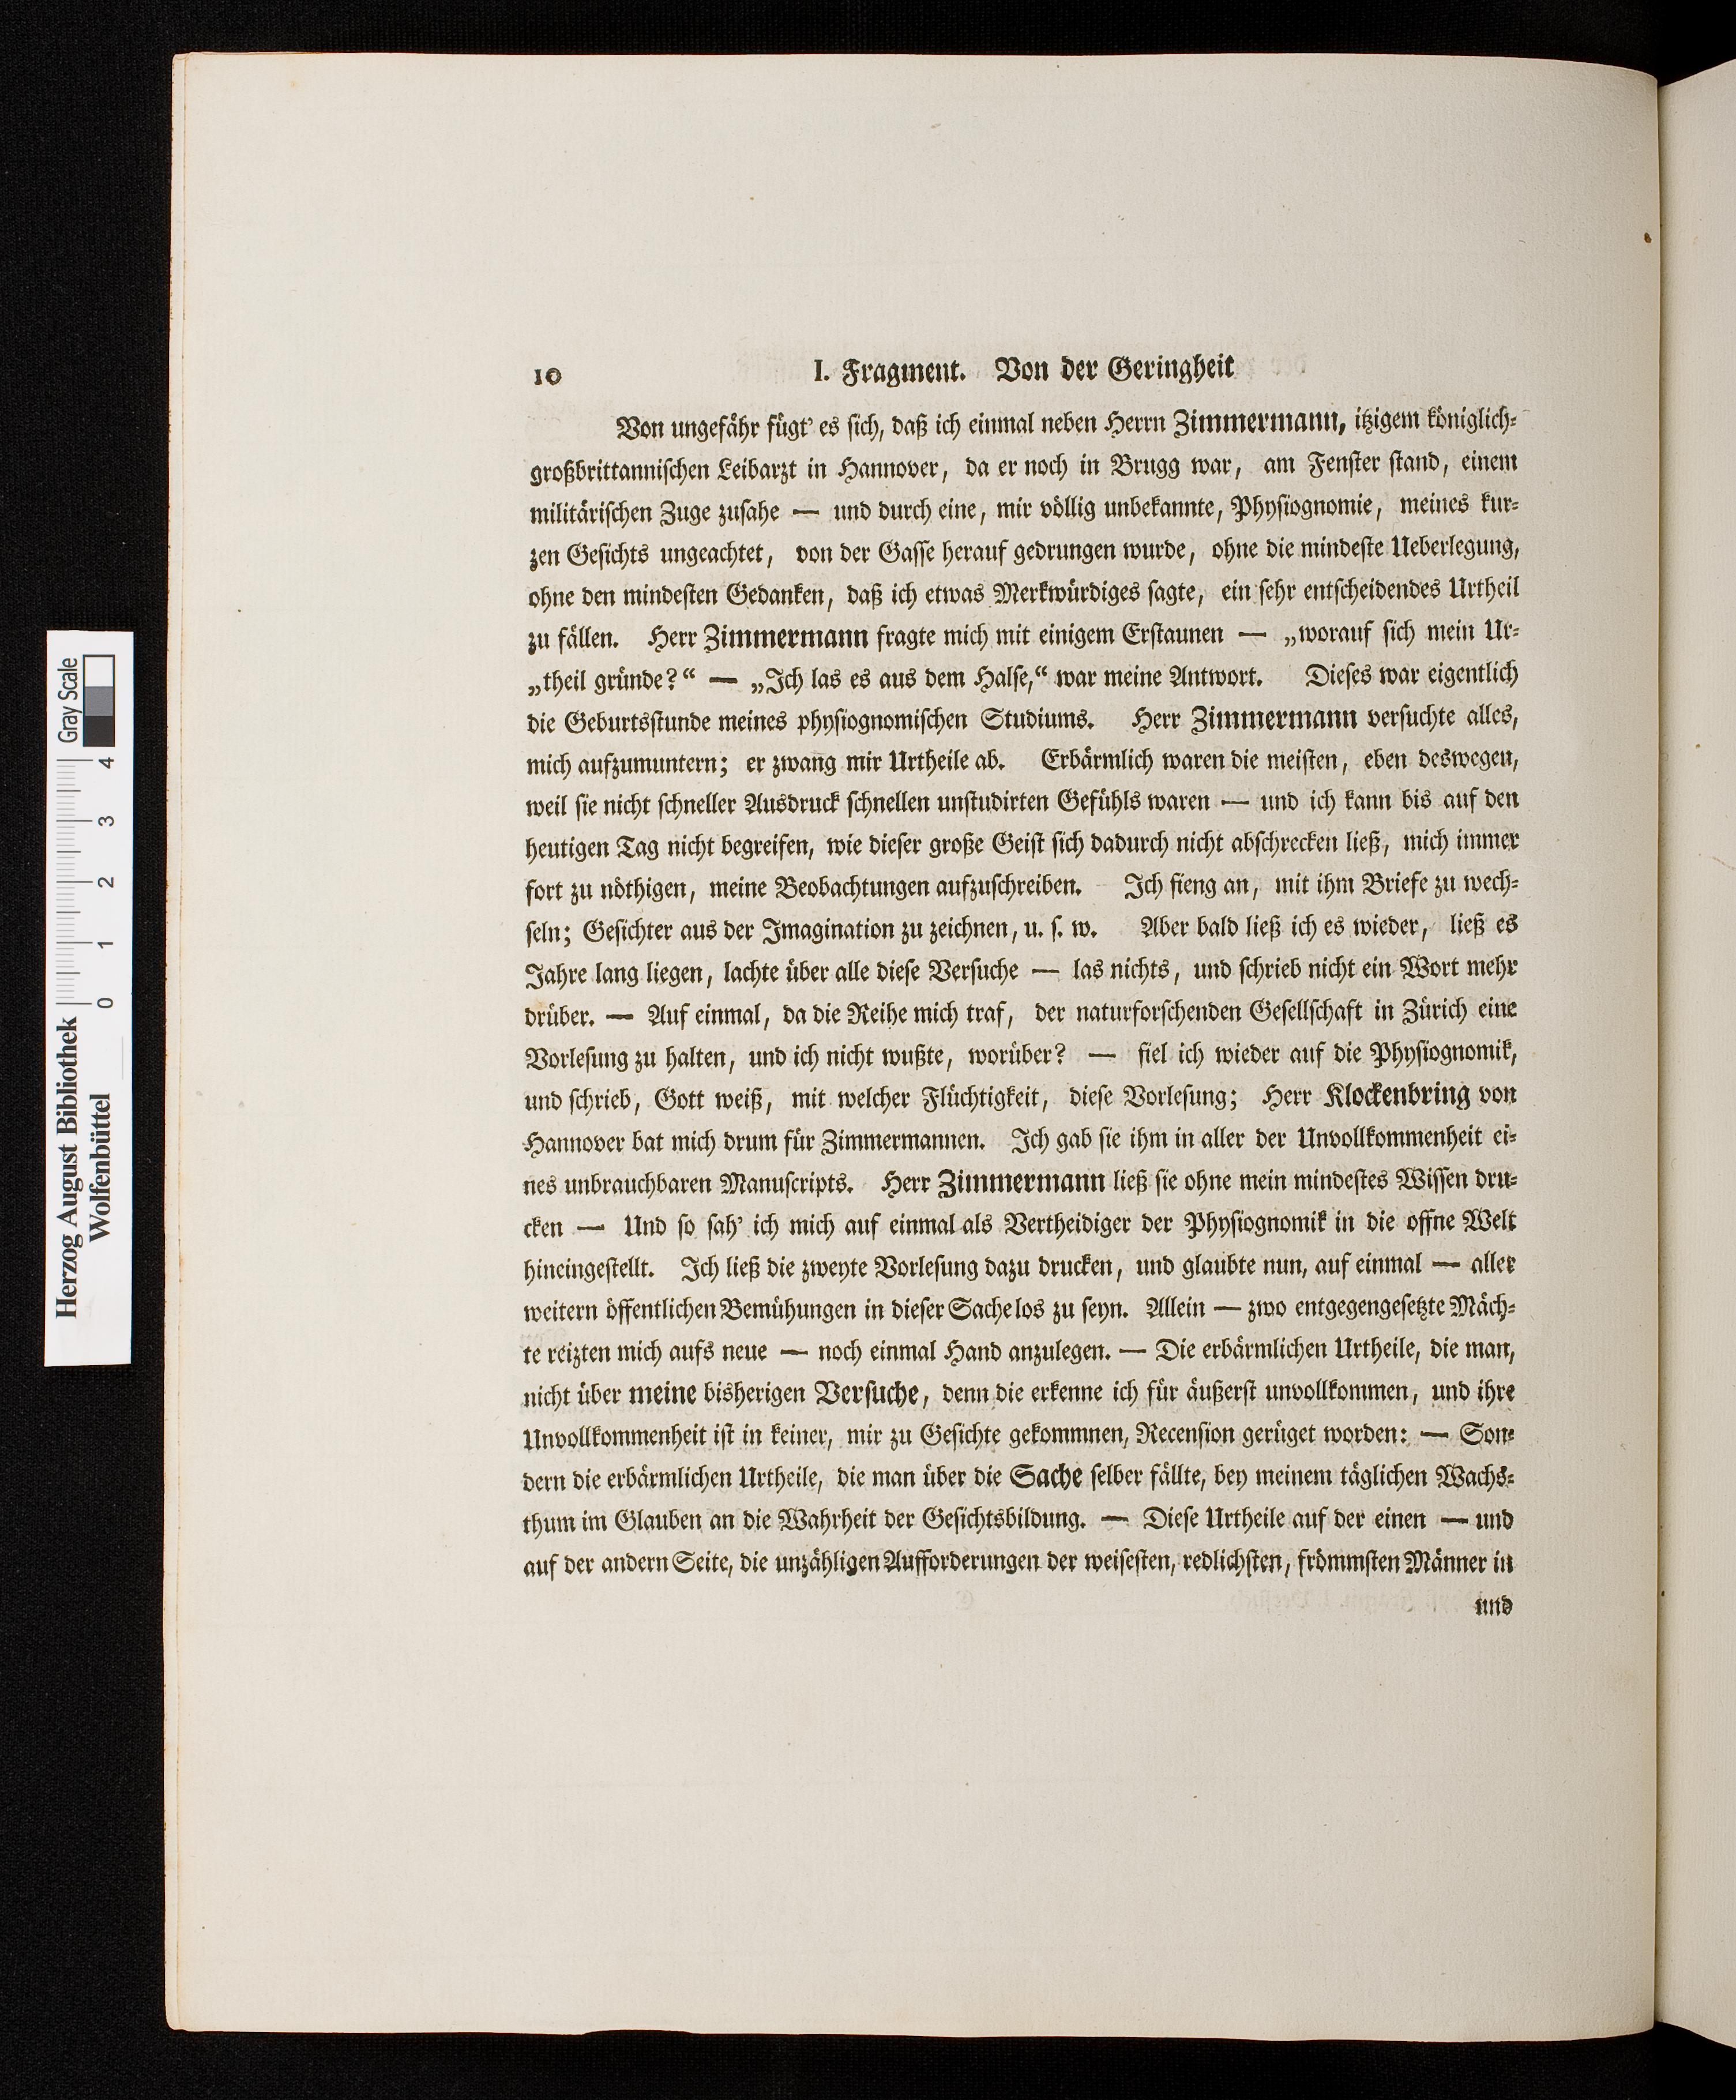 10 I. Fragment. Von der Geringheit
Von ungefähr fügt' es sich, daß ich einmal neben Herrn Zimmermann, itzigem königlich-
großbrittannischen Leibarzt in Hannover, da er noch in Brugg war, am Fenster stand, einem
militärischen Zuge zusahe — und durch eine, mir völlig unbekannte, Physiognomie, meines kur-
zen Gesichts ungeachtet, von der Gasse herauf gedrungen wurde, ohne die mindeste Ueberlegung,
ohne den mindesten Gedanken, daß ich etwas Merkwürdiges sagte, ein sehr entscheidendes Urtheil
zu fällen. Herr Zimmermann fragte mich mit einigem Erstaunen — „worauf sich mein Ur-
„theil gründe?“ — „Ich las es aus dem Halse,“ war meine Antwort. Dieses war eigentlich
die Geburtsstunde meines physiognomischen Studiums. Herr Zimmermann versuchte alles,
mich aufzumuntern; er zwang mir Urtheile ab. Erbärmlich waren die meisten, eben deswegen,
weil sie nicht schneller Ausdruck schnellen unstudirten Gefühls waren — und ich kann bis auf den
heutigen Tag nicht begreifen, wie dieser große Geist sich dadurch nicht abschrecken ließ, mich immer
fort zu nöthigen, meine Beobachtungen aufzuschreiben. Ich fieng an, mit ihm Briefe zu wech-
seln; Gesichter aus der Imagination zu zeichnen, u. s. w. Aber bald ließ ich es wieder, ließ es
Jahre lang liegen, lachte über alle diese Versuche — las nichts, und schrieb nicht ein Wort mehr
drüber. — Auf einmal, da die Reihe mich traf, der naturforschenden Gesellschaft in Zürich eine
Vorlesung zu halten, und ich nicht wußte, worüber? — fiel ich wieder auf die Physiognomik,
und schrieb, Gott weiß, mit welcher Flüchtigkeit, diese Vorlesung; Herr Klockenbring von
Hannover bat mich drum für Zimmermannen. Ich gab sie ihm in aller der Unvollkommenheit ei-
nes unbrauchbaren Manuscripts. Herr Zimmermann ließ sie ohne mein mindestes Wissen dru-
cken — Und so sah' ich mich auf einmal als Vertheidiger der Physiognomik in die offne Welt
hineingestellt. Ich ließ die zweyte Vorlesung dazu drucken, und glaubte nun, auf einmal — aller
weitern öffentlichen Bemühungen in dieser Sache los zu seyn. Allein — zwo entgegengesetzte Mäch-
te reizten mich aufs neue — noch einmal Hand anzulegen. — Die erbärmlichen Urtheile, die man,
nicht über meine bisherigen Versuche, denn die erkenne ich für äußerst unvollkommen, und ihre
Unvollkommenheit ist in keiner, mir zu Gesichte gekommnen, Recension gerüget worden: — Son-
dern die erbärmlichen Urtheile, die man über die Sache selber fällte, bey meinem täglichen Wachs-
thum im Glauben an die Wahrheit der Gesichtsbildung. — Diese Urtheile auf der einen — und
auf der andern Seite, die unzähligen Aufforderungen der weisesten, redlichsten, frömmsten Männer in
und
Herzog August Bibliothek
Wolfenbüttel
0 1 2 3 4
Gray Scale